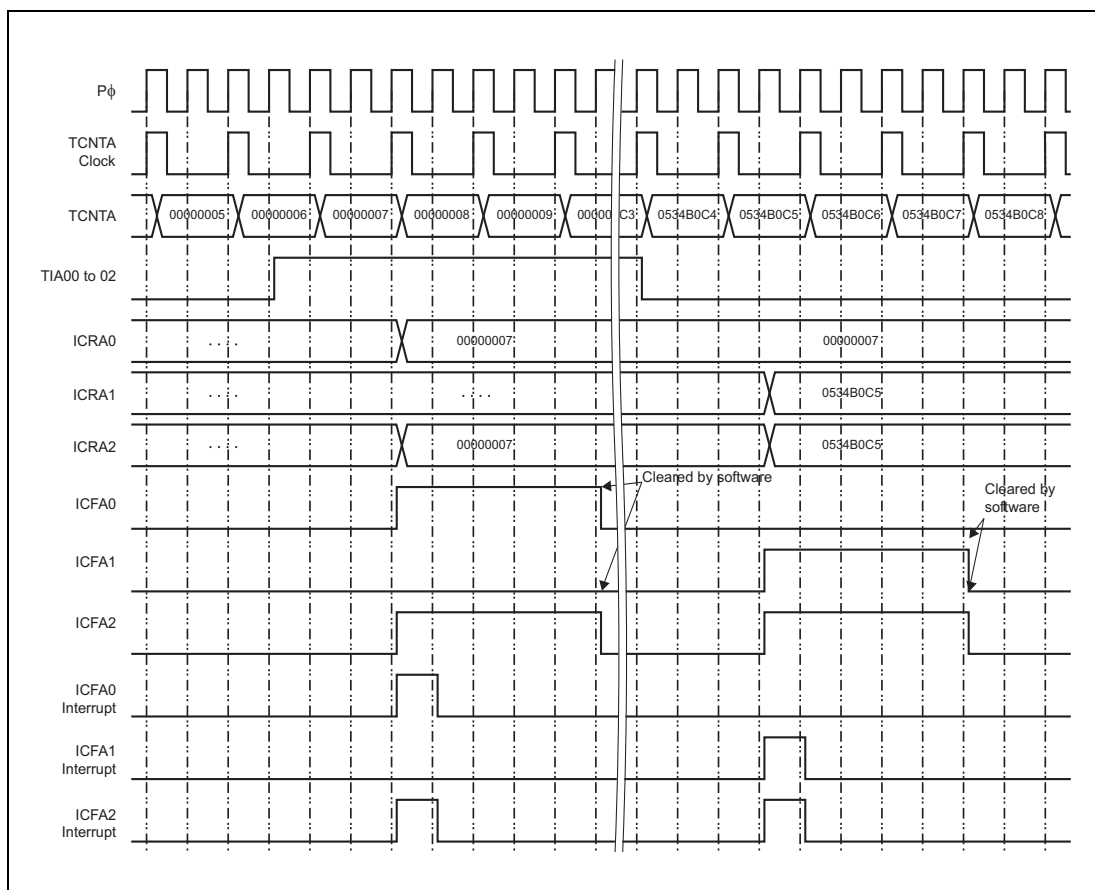 Pϕ
TCNTA
Clock
TCNTA
00000005 00000006 00000007 00000008 00000009 0534B0C4 0534B0C5 0534B0C6 0534B0C7 0534B0C8
TIA00 to 02
ICRA0
.... 00000007 00000007
ICRA1
.... .... 0534B0C5
ICRA2
.... 00000007 0534B0C5
Cleared by software
Cleared by
software
ICFA0
ICFA1
ICFA2
ICFA0
Interrupt
ICFA1
Interrupt
ICFA2
Interrupt